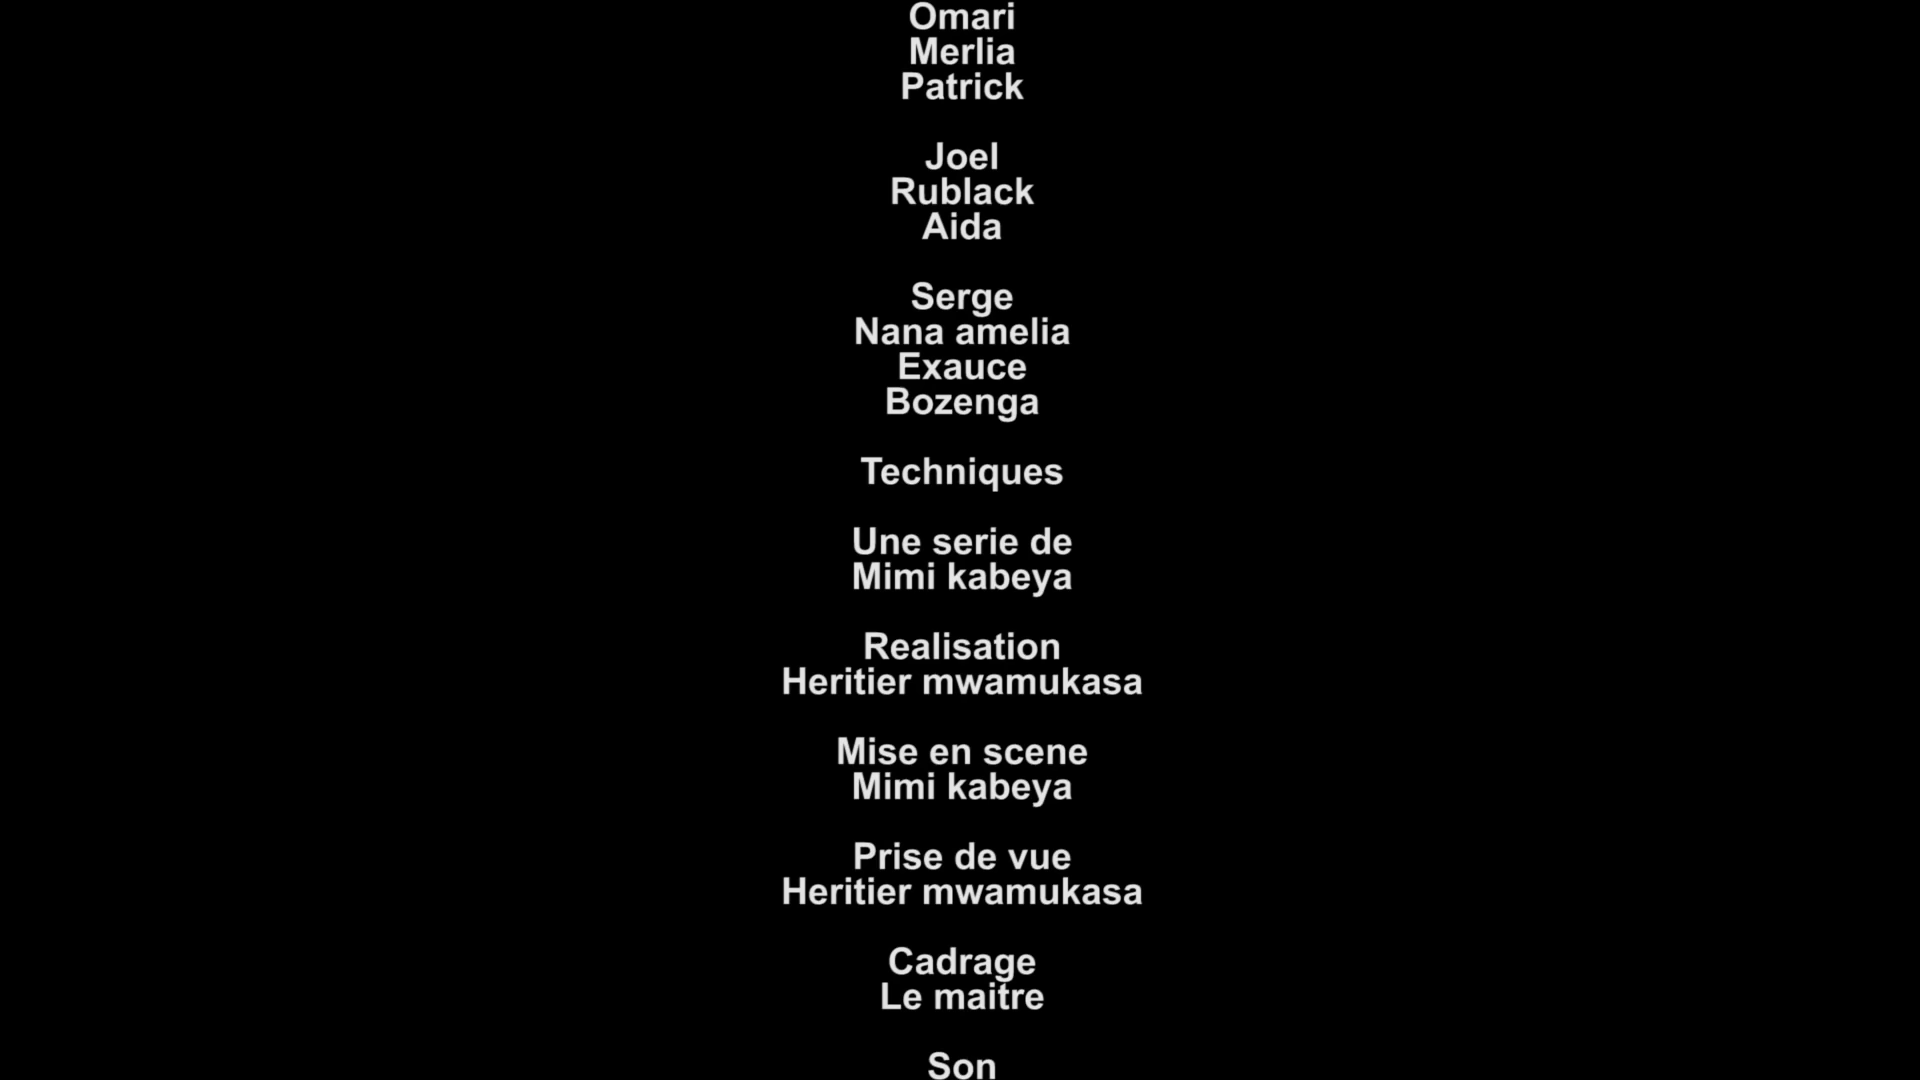 Omari
Merlia
Patrick
Joel
Rublack
Aida
Serge
Nana amelia
Exauce
Bozenga
Techniques
Une serie de
Mimi kabeya
Realisation
Heritier mwamukasa
Mise en scene
Mimi kabeya
Prise de vue
Heritier mwamukasa
Cadrage
Le maitre
Son